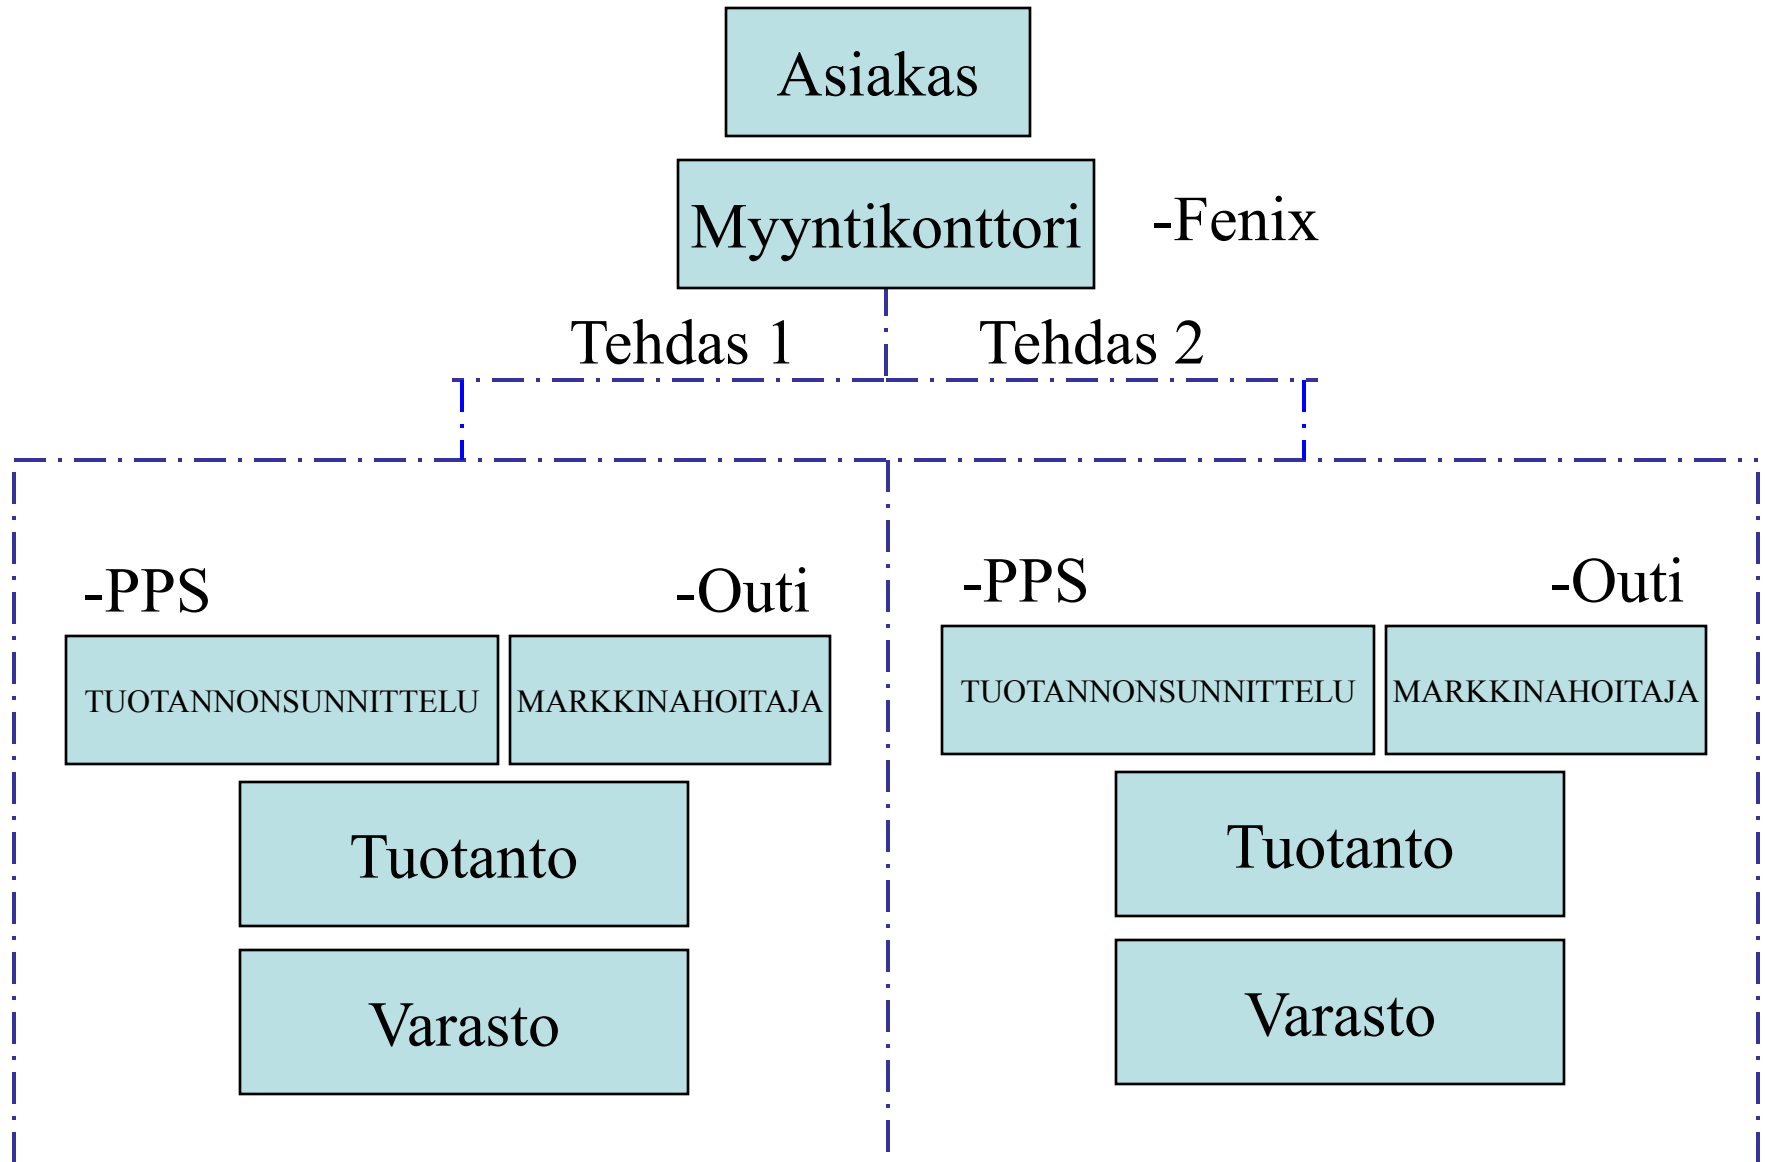 Asiakas
Myyntikonttori
-Fenix
Tehdas 1
Tehdas 2
-PPS
-Outi
TUOTANNONSUNNITTELU
MARKKINAHOITAJA
Tuotanto
Varasto
-PPS
-Outi
TUOTANNONSUNNITTELU
MARKKINAHOITAJA
Tuotanto
Varasto